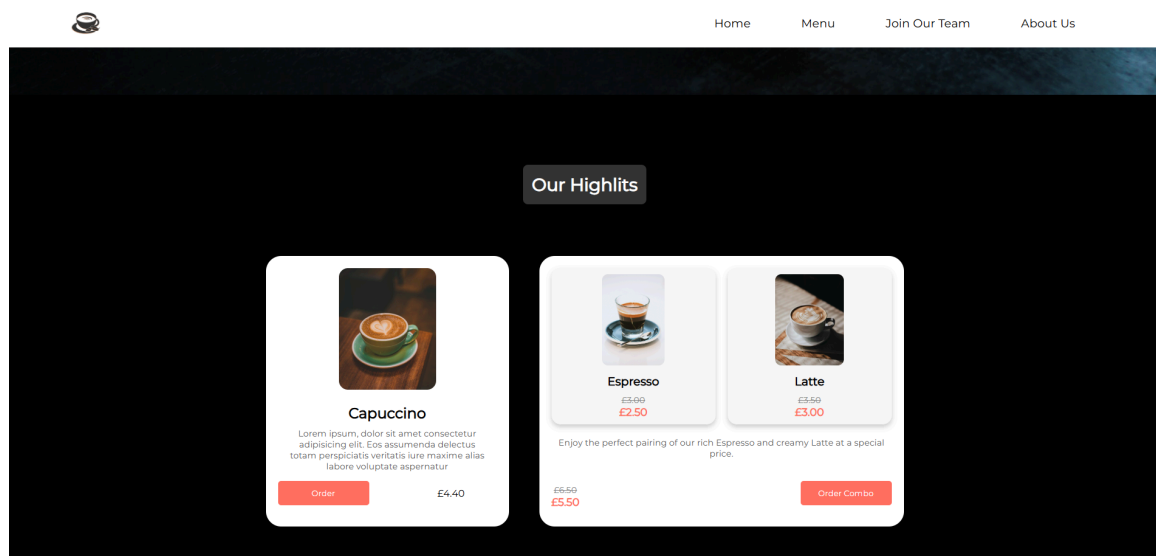 Home Menu Join Our Team About Us
Our Highlits
Capuccino
Lorem ipsum, dolor sit amet consectetur
adipisicing elit. Eos assumenda delectus
totam perspiciatis veritatis iure maxime alias
labore voluptate aspernatur
Order £4.40
Espresso
£3.00
£2.50
Latte
£3.50
£3.00
Enjoy the perfect pairing of our rich Espresso and creamy Latte at a special
price.
£6.50
£5.50
Order Combo